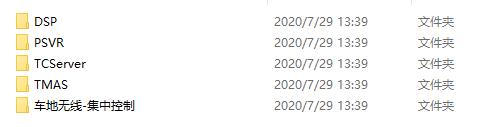 DSP 2020/7/29 13:39 文件夹
PSVR 2020/7/29 13:39 文件夹
TCServer 2020/7/29 13:39 文件夹
TMAS 2020/7/29 13:39 文件夹
车地无线-集中控制 2020/7/29 13:39 文件夹